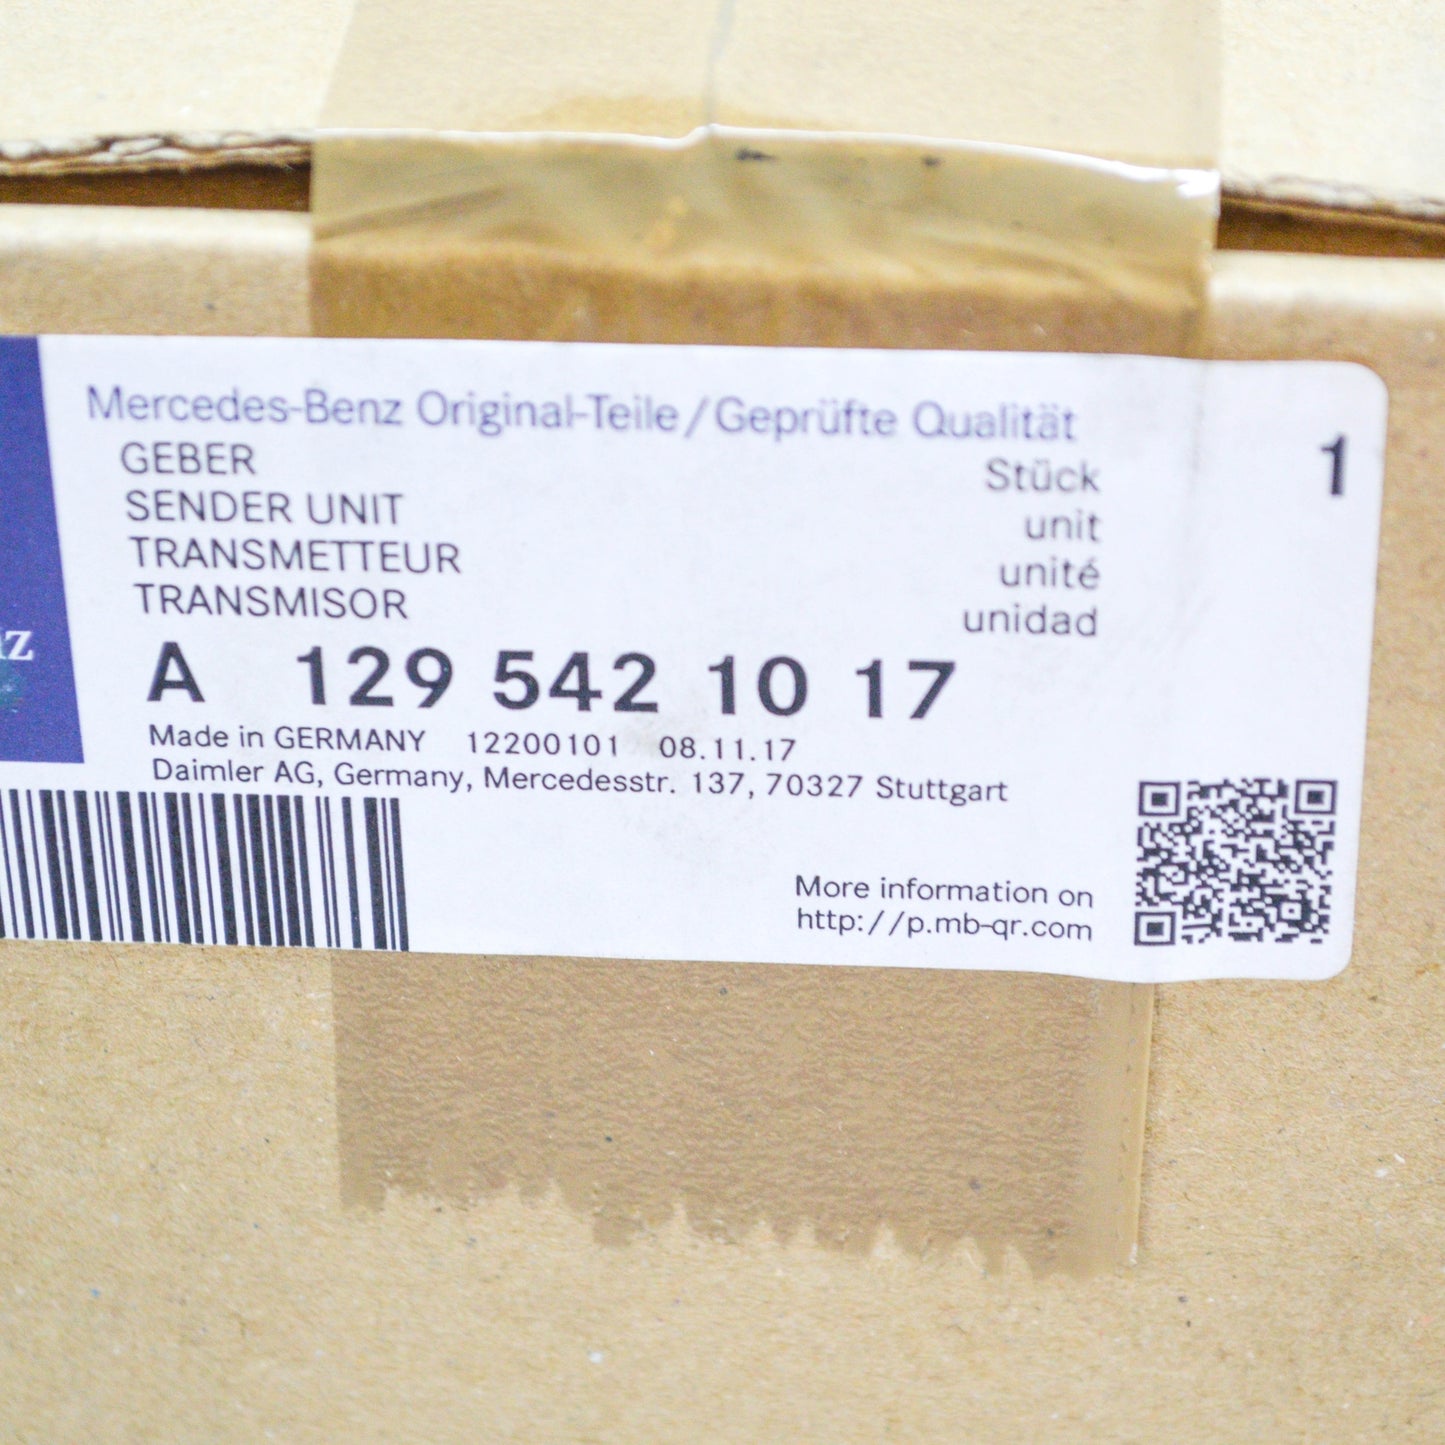 Mercedes-Benz Original-Teile/Geprüfte Qualität
GEBER Stück 1
SENDER UNIT unit
TRANSMETTEUR unité
TRANSMISOR unidad
A 129 542 10 17
Made in GERMANY 12200101 08.11.17
Daimler AG, Germany, Mercedesstr. 137, 70327 Stuttgart
More information on
http://p.mb-qr.com